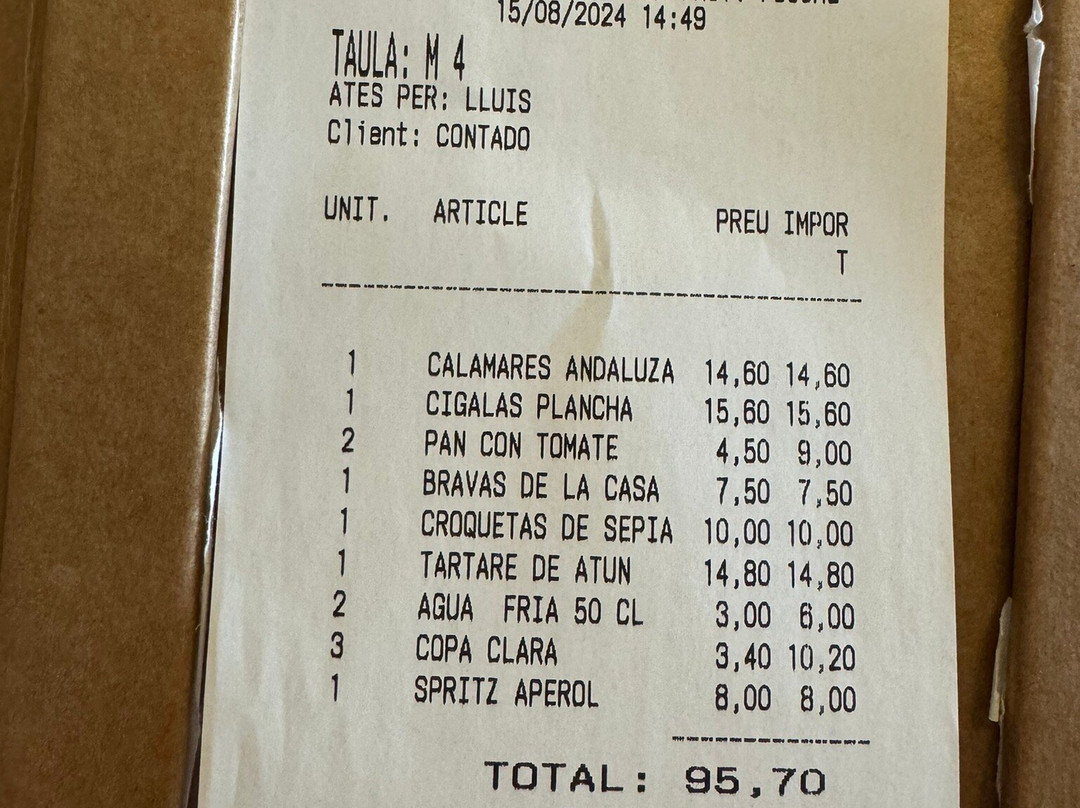 15/08/2024 14:49
TAULA: M 4
ATES PER: LLUIS
Client: CONTADO
UNIT. ARTICLE PREU IMPOR
T
1 CALAMARES ANDALUZA 14,60 14,60
1 CIGALAS PLANCHA 15,60 15,60
2 PAN CON TOMATE 4,50 9,00
1 BRAVAS DE LA CASA 7,50 7,50
1 CROQUETAS DE SEPIA 10,00 10,00
1 TARTARE DE ATUN 14,80 14,80
2 AGUA FRIA 50 CL 3,00 6,00
3 COPA CLARA 3,40 10,20
1 SPRITZ APEROL 8,00 8,00
TOTAL: 95,70